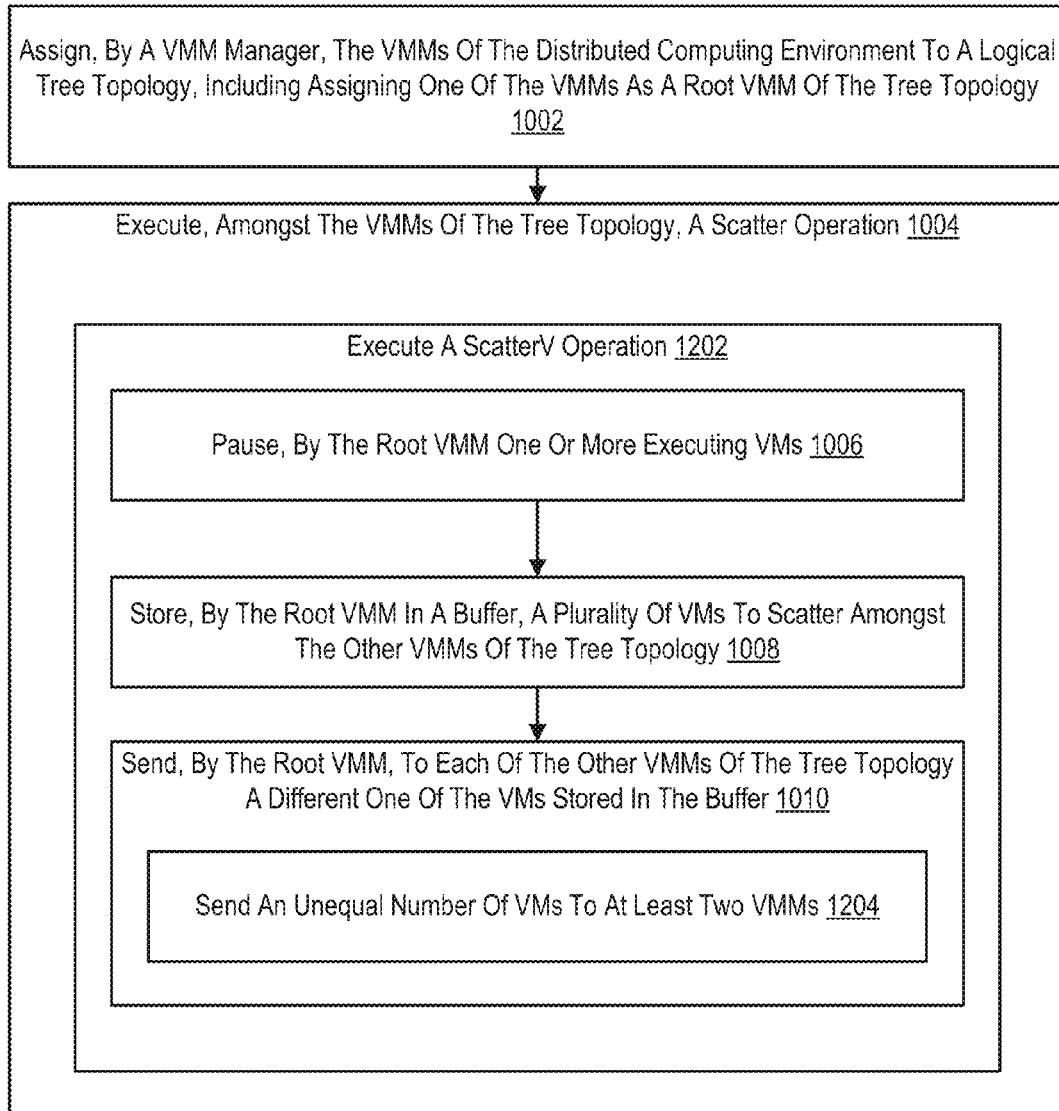 Assign, By A VMM Manager, The VMMs Of The Distributed Computing Environment To A Logical
Tree Topology, Including Assigning One Of The VMMs As A Root VMM Of The Tree Topology
1002
Execute, Amongst The VMMs Of The Tree Topology, A Scatter Operation 1004
Execute A ScatterV Operation 1202
Pause, By The Root VMM One Or More Executing VMs 1006
Store, By The Root VMM In A Buffer, A Plurality Of VMs To Scatter Amongst
The Other VMMs Of The Tree Topology 1008
Send, By The Root VMM, To Each Of The Other VMMs Of The Tree Topology
A Different One Of The VMs Stored In The Buffer 1010
Send An Unequal Number Of VMs To At Least Two VMMs 1204